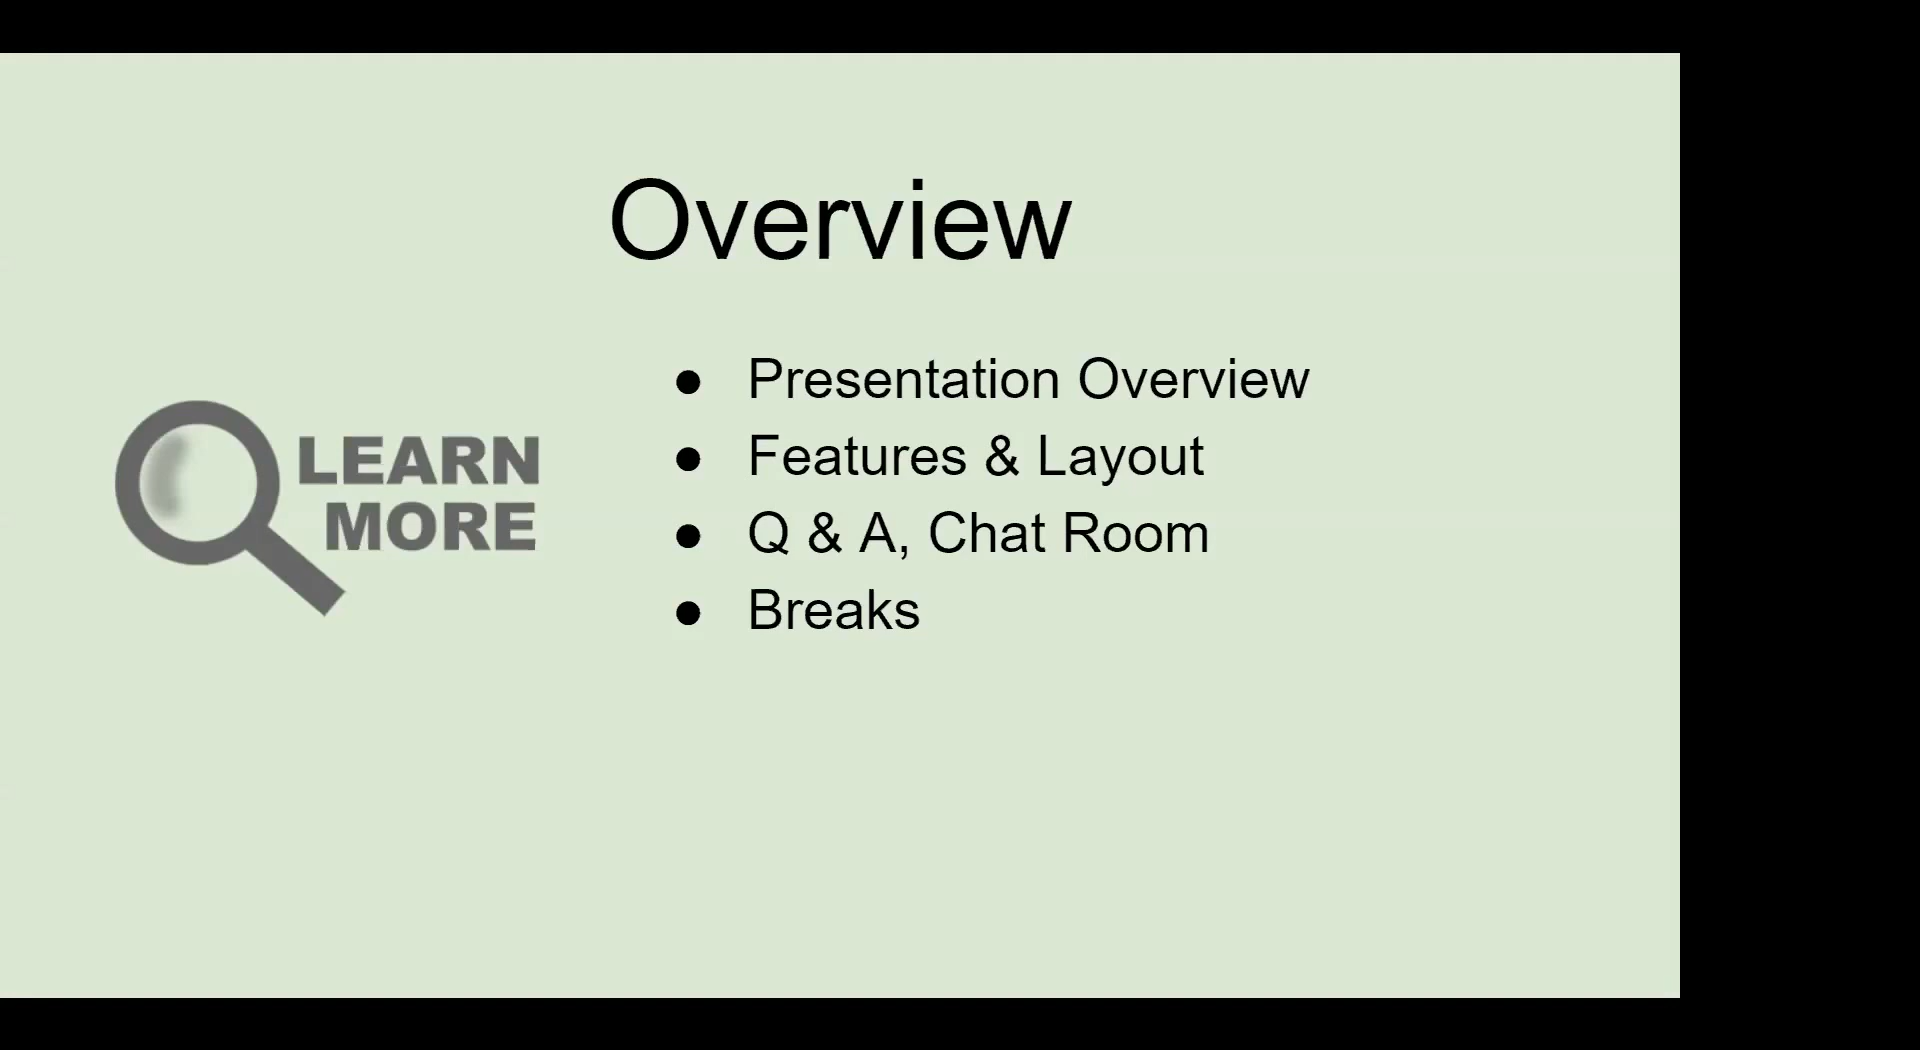 Overview
LEARN
MORE
● Presentation Overview
● Features & Layout
● Q & A, Chat Room
● Breaks